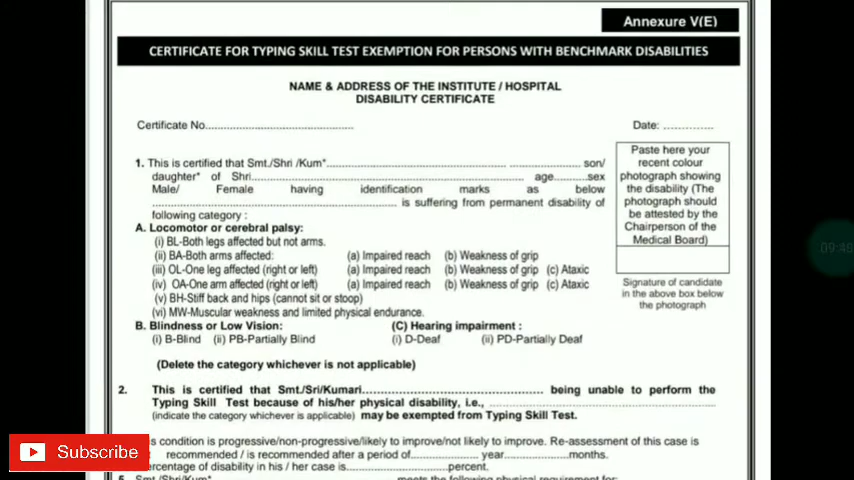 Annexure V(E)
CERTIFICATE FOR TYPING SKILL TEST EXEMPTION FOR PERSONS WITH BENCHMARK DISABILITIES
NAME & ADDRESS OF THE INSTITUTE / HOSPITAL
DISABILITY CERTIFICATE
Certificate No.................................................. Date: ..............
1. This is certified that Smt./Shri /Kum*............................................................ ........................ son/
daughter* of Shri............................................................................................ age...........sex
Male/ Female having identification marks as below
................................................................................... is suffering from permanent disability of
following category :
Paste here your
recent colour
photograph showing
the disability (The
photograph should
be attested by the
Chairperson of the
Medical Board)
Signature of candidate
in the above box below
the photograph
A. Locomotor or cerebral palsy:
(i) BL-Both legs affected but not arms.
(ii) BA-Both arms affected: (a) Impaired reach (b) Weakness of grip
(iii) OL-One leg affected (right or left) (a) Impaired reach (b) Weakness of grip (c) Ataxic
(iv) OA-One arm affected (right or left) (a) Impaired reach (b) Weakness of grip (c) Ataxic
(v) BH-Stiff back and hips (cannot sit or stoop)
(vi) MW-Muscular weakness and limited physical endurance.
B. Blindness or Low Vision: (C) Hearing impairment :
(i) B-Blind (ii) PB-Partially Blind (i) D-Deaf (ii) PD-Partially Deaf
(Delete the category whichever is not applicable)
2. This is certified that Smt./Sri/Kumari.................................................... being unable to perform the
Typing Skill Test because of his/her physical disability, i.e., ............................................................
(indicate the category whichever is applicable) may be exempted from Typing Skill Test.
s condition is progressive/non-progressive/likely to improve/not likely to improve. Re-assessment of this case is
recommended / is recommended after a period of...................... year.....................months.
ercentage of disability in his / her case is..................................percent.
Smt./Shri/Kum*.............................................................. meets the following physical requirement for:
Subscribe
09:49